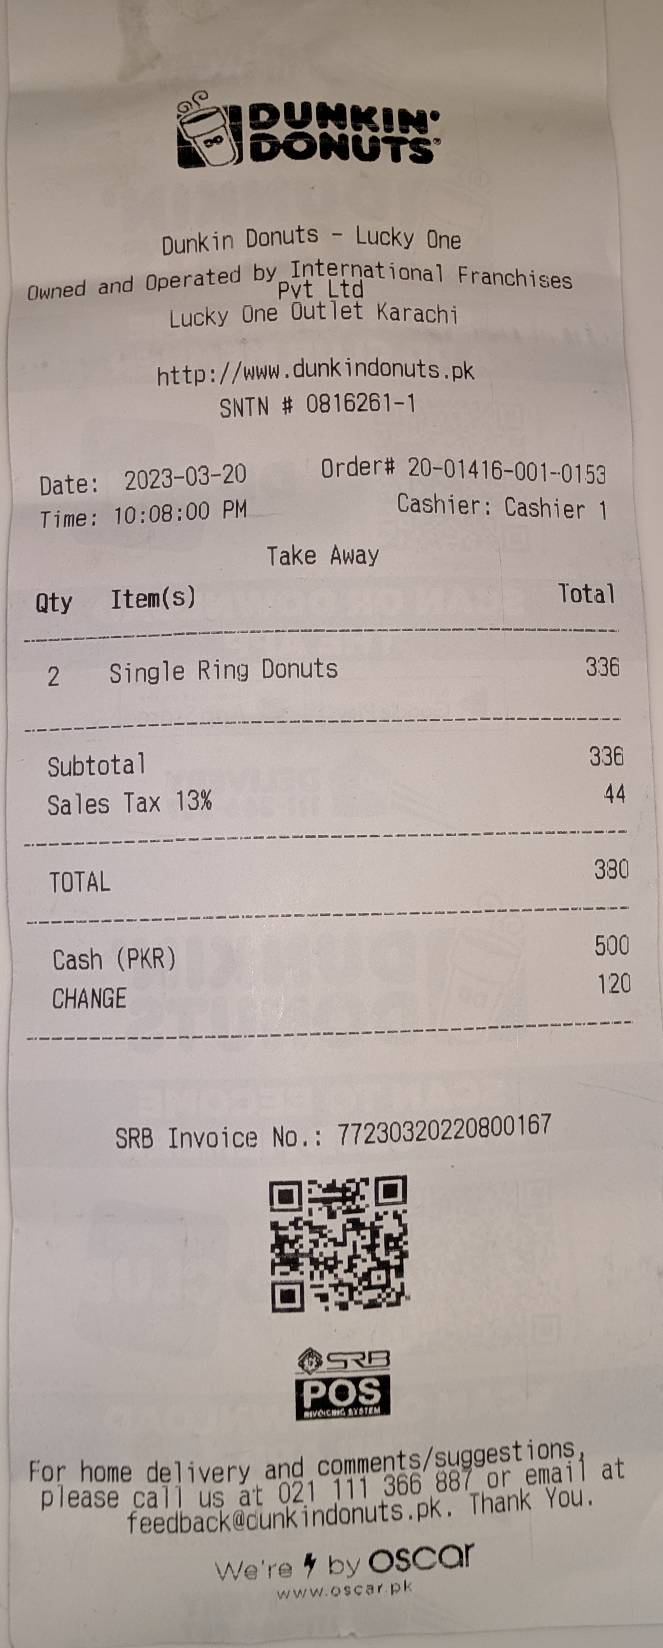 DUNKIN'
DONUTS®
Dunkin Donuts - Lucky One
Owned and Operated by International Franchises
Pvt Ltd
Lucky One Outlet Karachi
http://www.dunkindonuts.pk
SNTN # 0816261-1
Date: 2023-03-20 Order# 20-01416-001-0153
Time: 10:08:00 PM Cashier: Cashier 1
Take Away
Qty Item(s) Total
2 Single Ring Donuts 336
Subtotal 336
Sales Tax 13% 44
TOTAL 380
Cash (PKR) 500
CHANGE 120
SRB Invoice No.: 77230320220800167
SRB
POS
INVOICING SYSTEM
For home delivery and comments/suggestions,
please call us at 021 111 366 887 or email at
feedback@dunkindonuts.pk. Thank You.
We're by oscar
www.oscar.pk